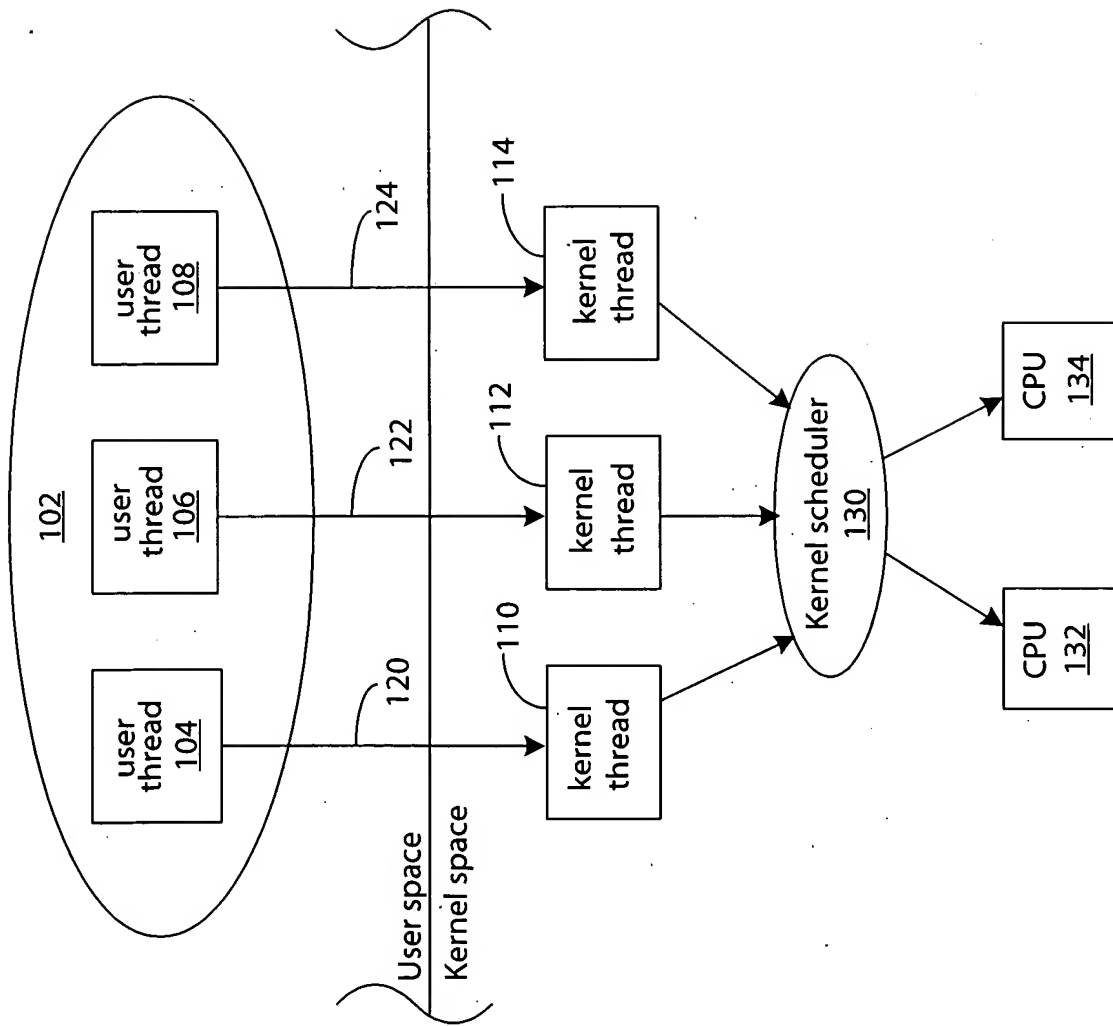 102
user
thread
104
user
thread
106
user
thread
108
120
122
124
User space
Kernel space
110
112
114
kernel
thread
kernel
thread
kernel
thread
Kernel scheduler
130
CPU
132
CPU
134